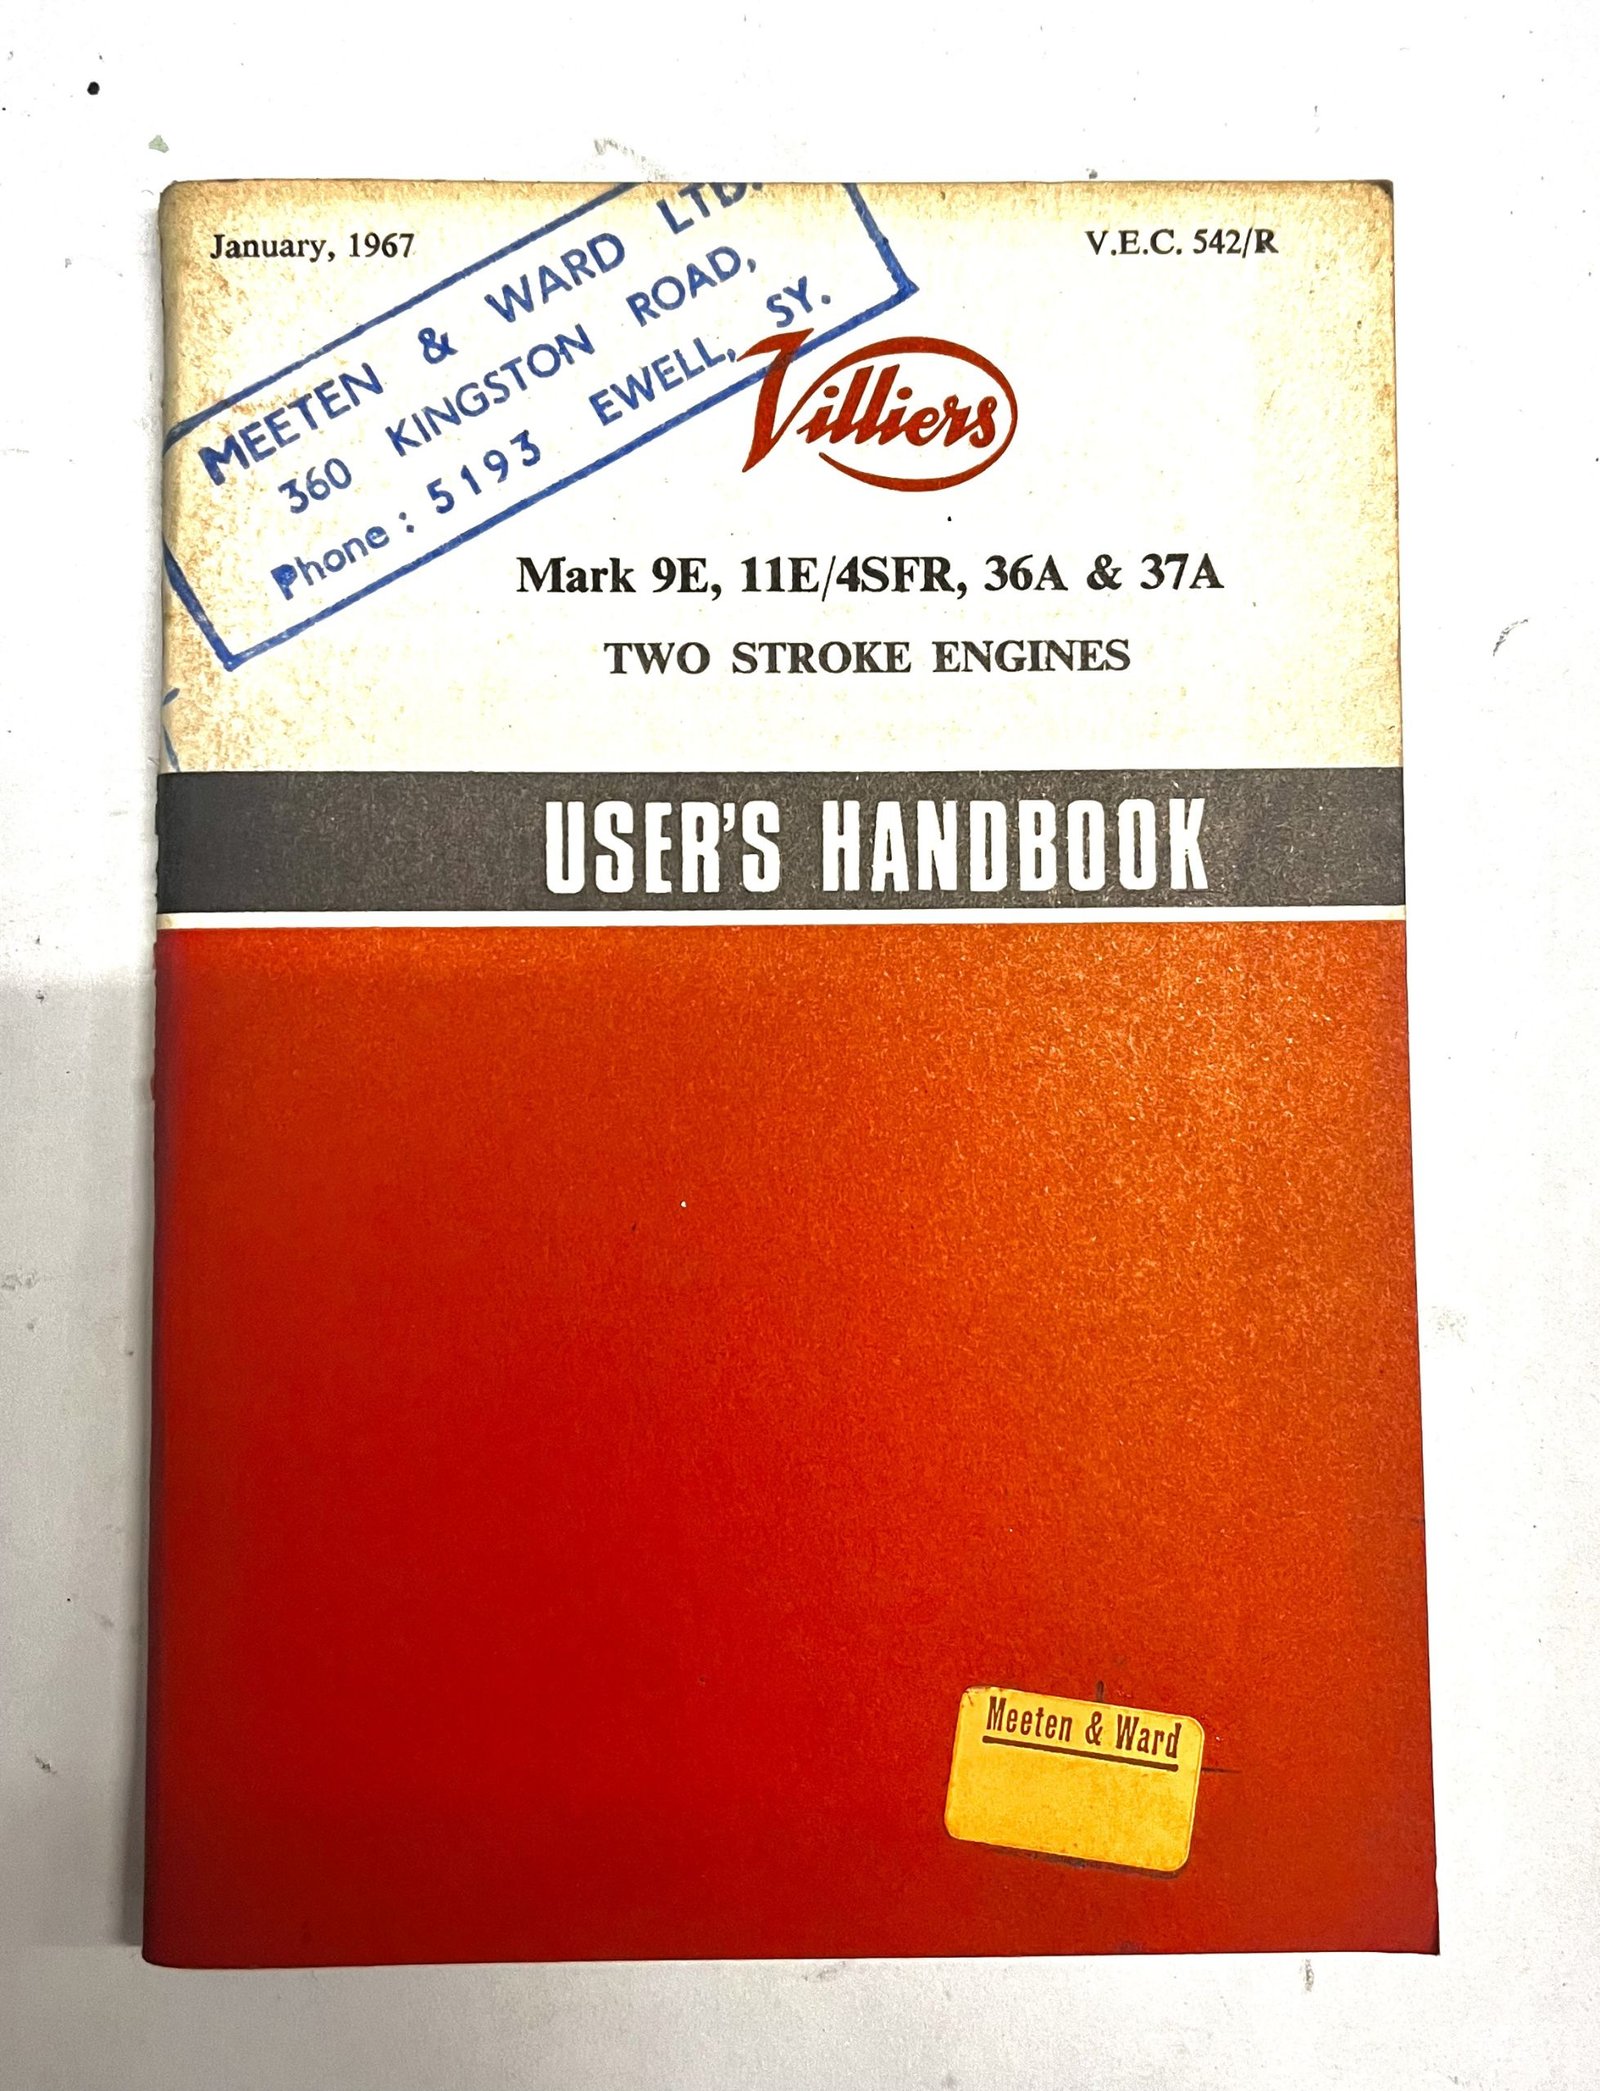 January, 1967
V.E.C. 542/R
MEETEN & WARD LTD.
360 KINGSTON ROAD,
EWELL, SY.
Phone: 5193
Villiers
Mark 9E, 11E/4SFR, 36A & 37A
TWO STROKE ENGINES
USER'S HANDBOOK
Meeten & Ward